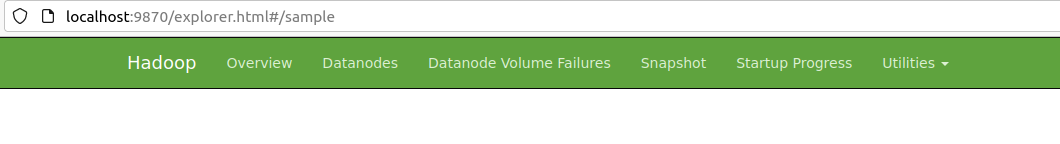 localhost:9870/explorer.html#/sample
Hadoop Overview Datanodes Datanode Volume Failures Snapshot Startup Progress Utilities